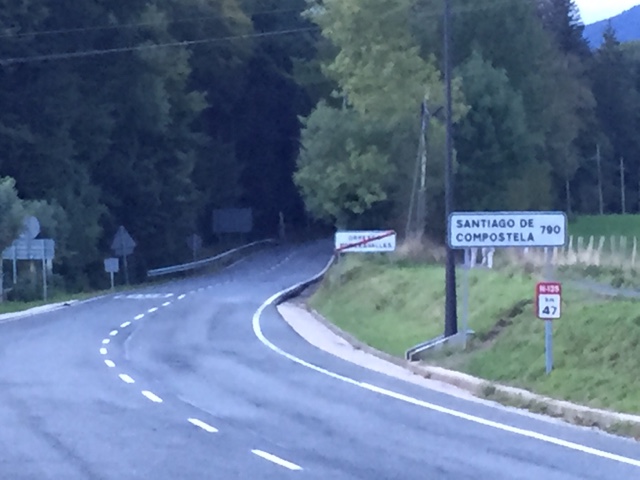 SANTIAGO DE
COMPOSTELA 790
N-135
km
47